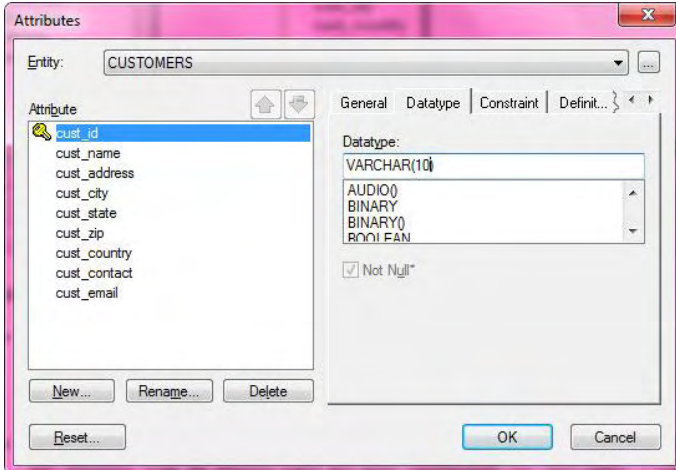 Attributes
Entity: CUSTOMERS ...
Attribute
cust_id
cust_name
cust_address
cust_city
cust_state
cust_zip
cust_country
cust_contact
cust_email
New... Rename... Delete
General Datatype Constraint Definit...
Datatype:
VARCHAR(10)
AUDIO()
BINARY
BINARY()
BOOLEAN
Not Null*
Reset... OK Cancel